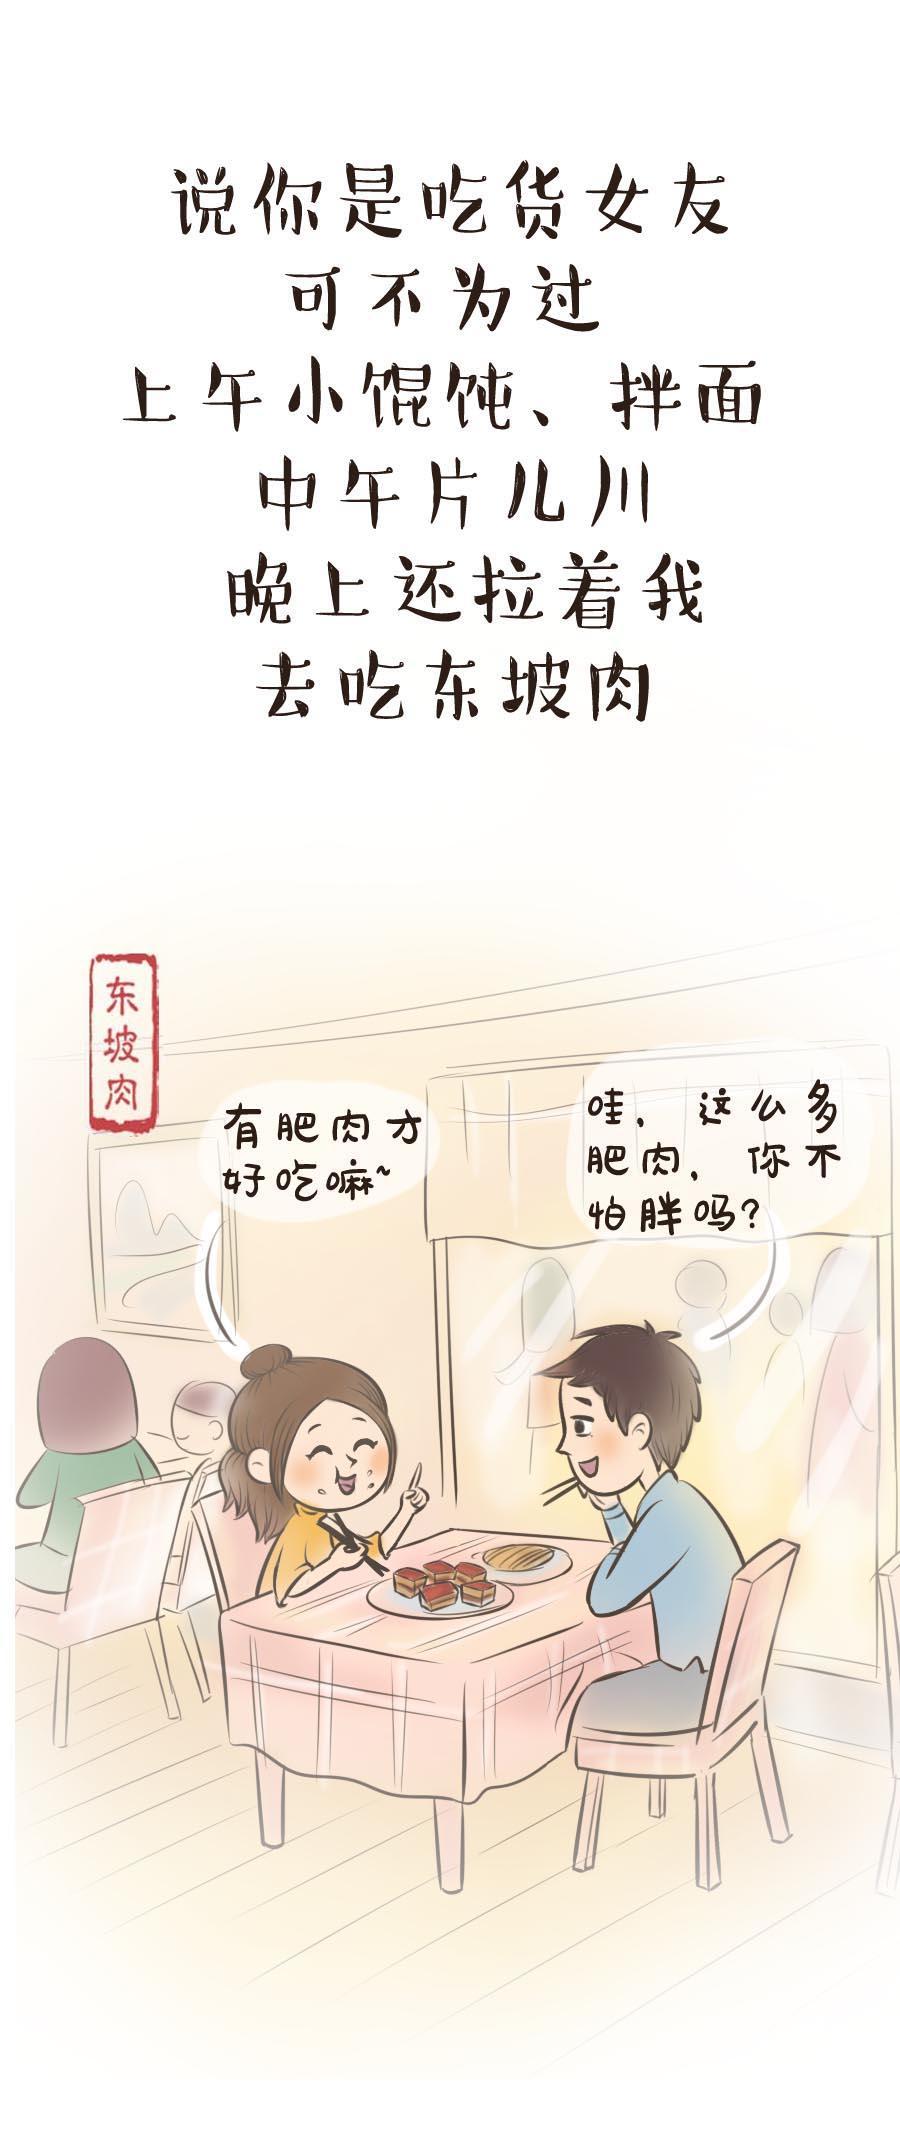 说你是吃货女友
可不为过
上午小馄饨、拌面
中午片儿川
晚上还拉着我
去吃东坡肉
东坡肉
有肥肉才
好吃嘛~
哇，这么多
肥肉，你不
怕胖吗？